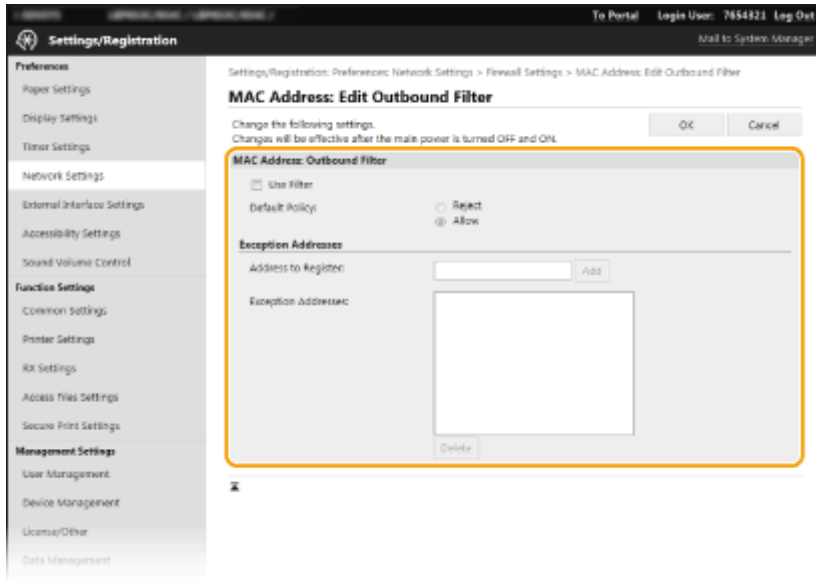 To Portal Login User: 7654321 Log Out
Settings/Registration
Mail to System Manager
Preferences
Paper Settings
Display Settings
Timer Settings
Network Settings
External Interface Settings
Accessibility Settings
Sound Volume Control
Function Settings
Common Settings
Printer Settings
RX Settings
Access Files Settings
Secure Print Settings
Management Settings
User Management
Device Management
License/Other
Data Management
Settings/Registration: Preferences: Network Settings > Firewall Settings > MAC Address: Edit Outbound Filter
MAC Address: Edit Outbound Filter
Change the following settings.
Changes will be effective after the main power is turned OFF and ON.
OK Cancel
MAC Address: Outbound Filter
Use Filter
Default Policy: Reject
Allow
Exception Addresses
Address to Register: Add
Exception Addresses:
Delete